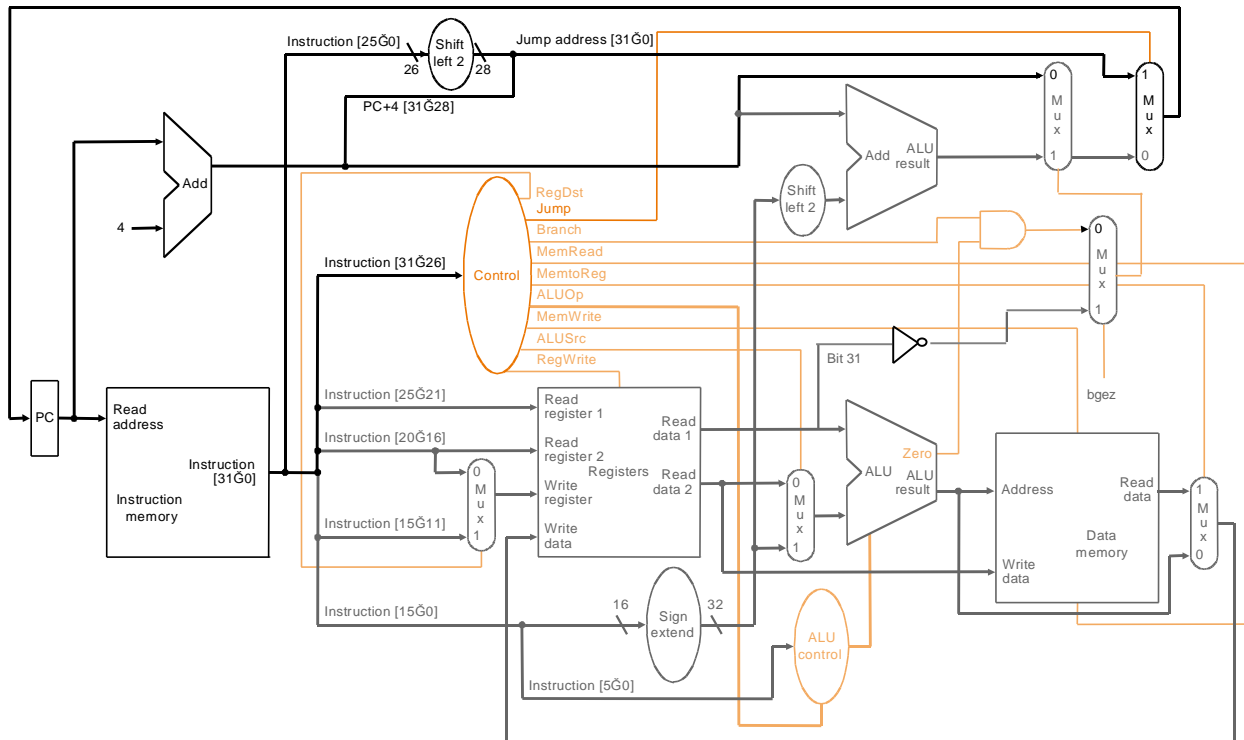 Instruction [25Ğ0]
Shift
left 2
26
28
Jump address [31Ğ0]
PC+4 [31Ğ28]
0
M
u
x
1
1
M
u
x
0
Add
4
Add
ALU
result
Shift
left 2
RegDst
Jump
Branch
MemRead
MemtoReg
ALUOp
MemWrite
ALUSrc
RegWrite
Instruction [31Ğ26]
Control
0
M
u
x
1
Bit 31
bgez
PC
Read
address
Instruction
[31Ğ0]
Instruction
memory
Instruction [25Ğ21]
Instruction [20Ğ16]
Instruction [15Ğ11]
0
M
u
x
1
Read
register 1
Read
register 2
Registers
Write
register
Write
data
Read
data 1
Read
data 2
0
M
u
x
1
Zero
ALU
ALU
result
Address
Read
data
Data
memory
Write
data
1
M
u
x
0
Instruction [15Ğ0]
16
Sign
extend
32
ALU
control
Instruction [5Ğ0]